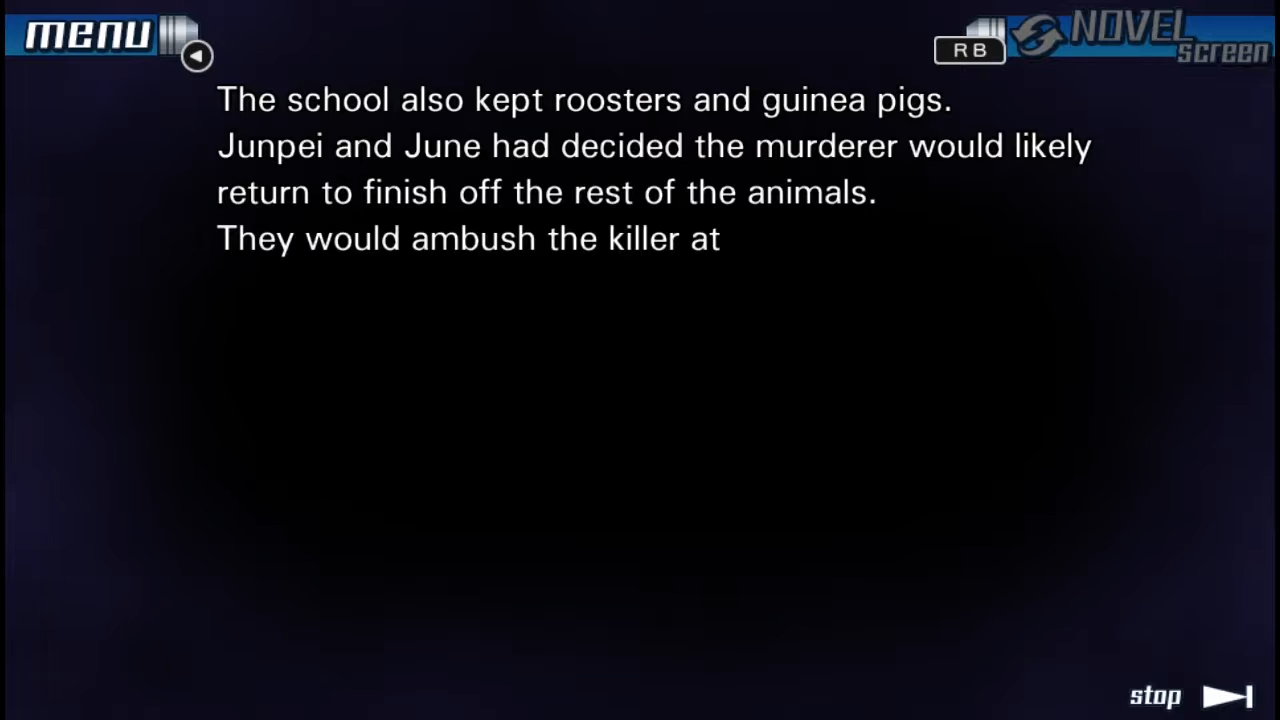 menu
RB
NOVEL
screen
The school also kept roosters and guinea pigs.
Junpei and June had decided the murderer would likely
return to finish off the rest of the animals.
They would ambush the killer at
stop